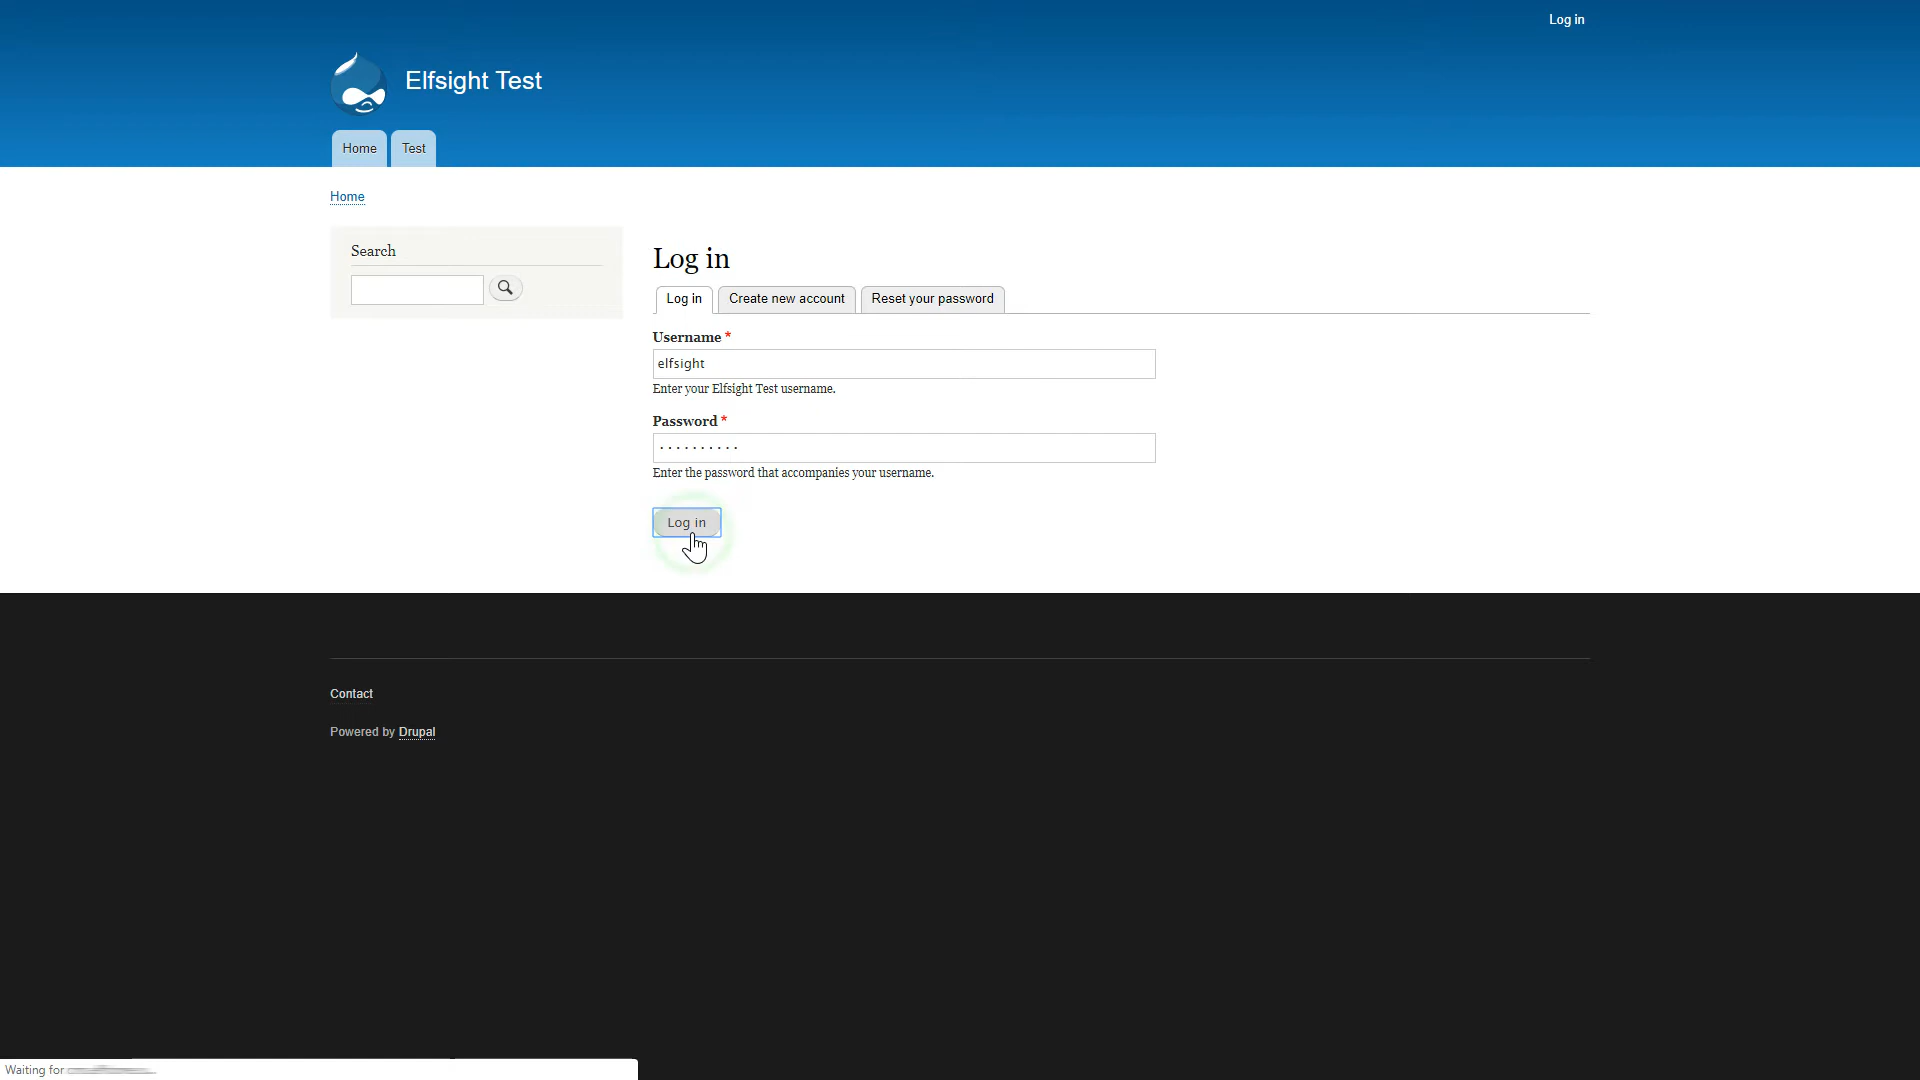 Log in
Elfsight Test
Home
Test
Home
Search
Log in
Log in
Create new account
Reset your password
Username *
elfsight
Enter your Elfsight Test username.
Password *
Enter the password that accompanies your username.
Log in
Contact
Powered by Drupal
Waiting for